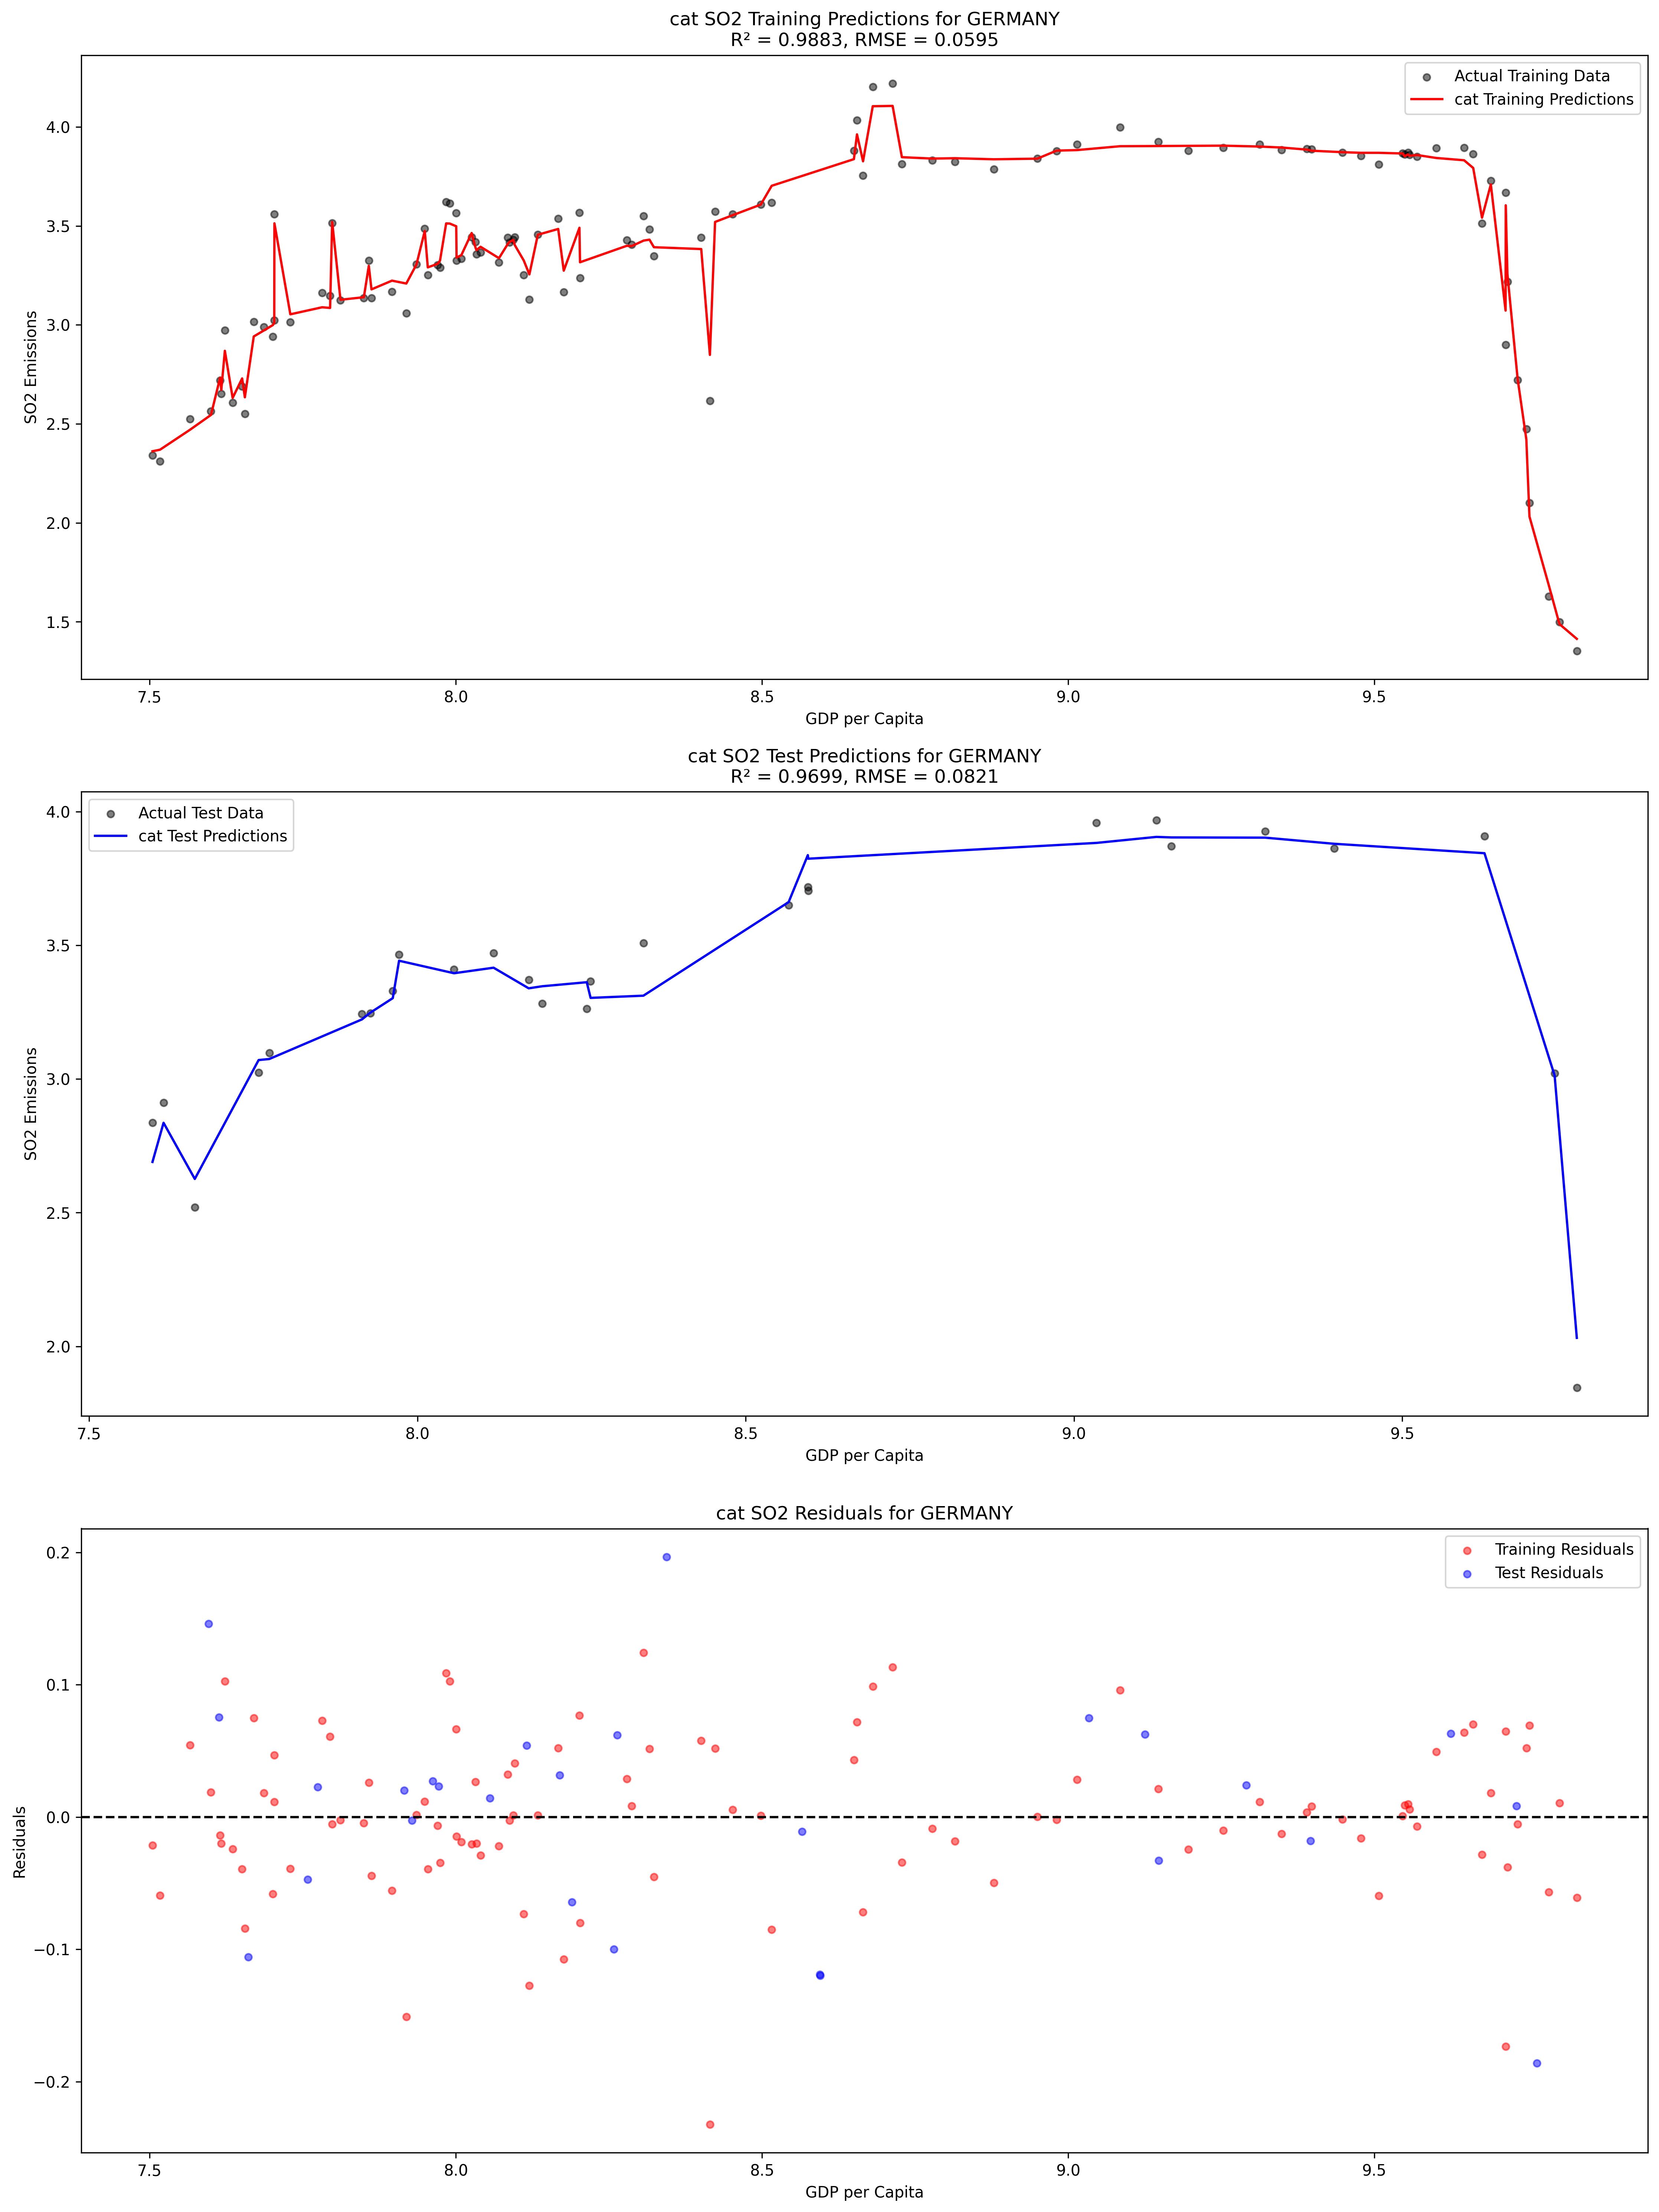 cat SO2 Training Predictions for GERMANY
R² = 0.9883, RMSE = 0.0595
Actual Training Data
cat Training Predictions
4.0
3.5
3.0
2.5
2.0
1.5
SO2 Emissions
7.5 8.0 8.5 9.0 9.5
GDP per Capita
cat SO2 Test Predictions for GERMANY
R² = 0.9699, RMSE = 0.0821
Actual Test Data
cat Test Predictions
4.0
3.5
3.0
2.5
2.0
SO2 Emissions
7.5 8.0 8.5 9.0 9.5
GDP per Capita
cat SO2 Residuals for GERMANY
Training Residuals
Test Residuals
0.2
0.1
0.0
−0.1
−0.2
Residuals
7.5 8.0 8.5 9.0 9.5
GDP per Capita